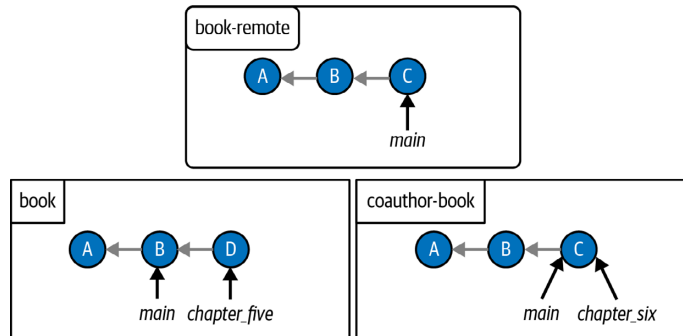 book-remote
A B C
main
book coauthor-book
A B D A B C
main chapter_five main chapter_six